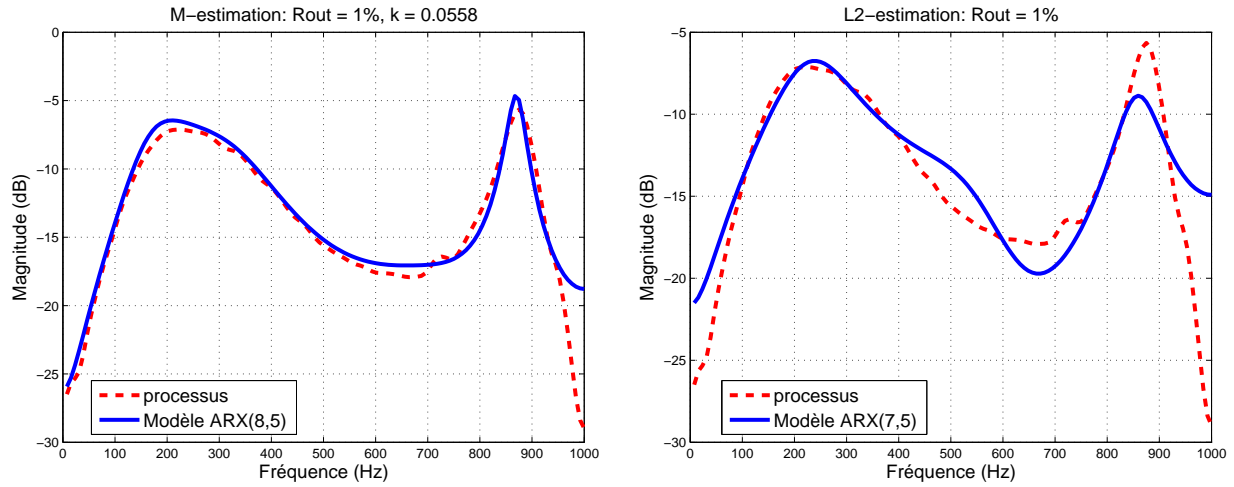 M−estimation: Rout = 1%, k = 0.0558
0
−5
−10
−15
−20
−25
−30
Magnitude (dB)
0 100 200 300 400 500 600 700 800 900 1000
Fréquence (Hz)
processus
Modèle ARX(8,5)
L2−estimation: Rout = 1%
−5
−10
−15
−20
−25
−30
Magnitude (dB)
0 100 200 300 400 500 600 700 800 900 1000
Fréquence (Hz)
processus
Modèle ARX(7,5)